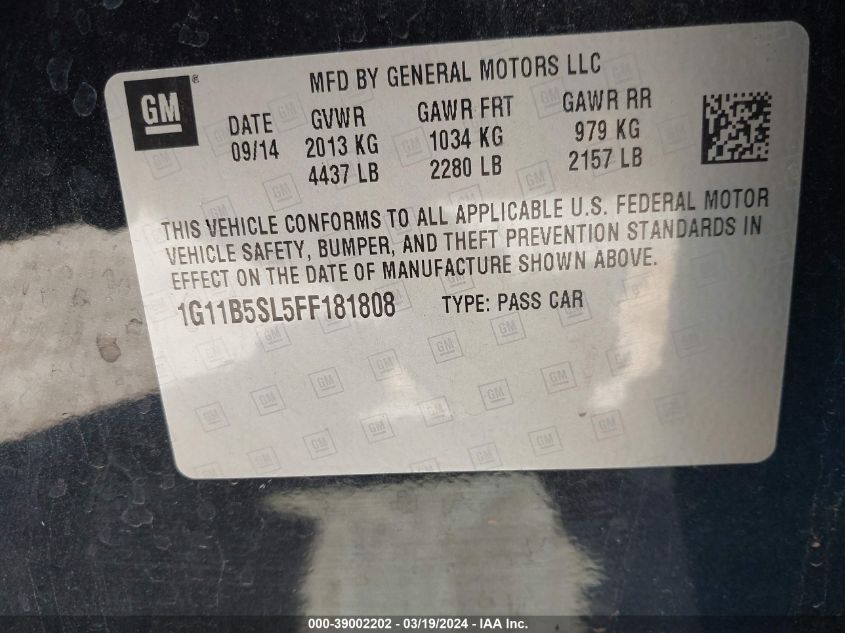 GM ®
MFD BY GENERAL MOTORS LLC
DATE GVWR GAWR FRT GAWR RR
09/14 2013 KG 1034 KG 979 KG
4437 LB 2280 LB 2157 LB
THIS VEHICLE CONFORMS TO ALL APPLICABLE U.S. FEDERAL MOTOR
VEHICLE SAFETY, BUMPER, AND THEFT PREVENTION STANDARDS IN
EFFECT ON THE DATE OF MANUFACTURE SHOWN ABOVE.
1G11B5SL5FF181808 TYPE: PASS CAR
000-39002202 - 03/19/2024 - IAA Inc.